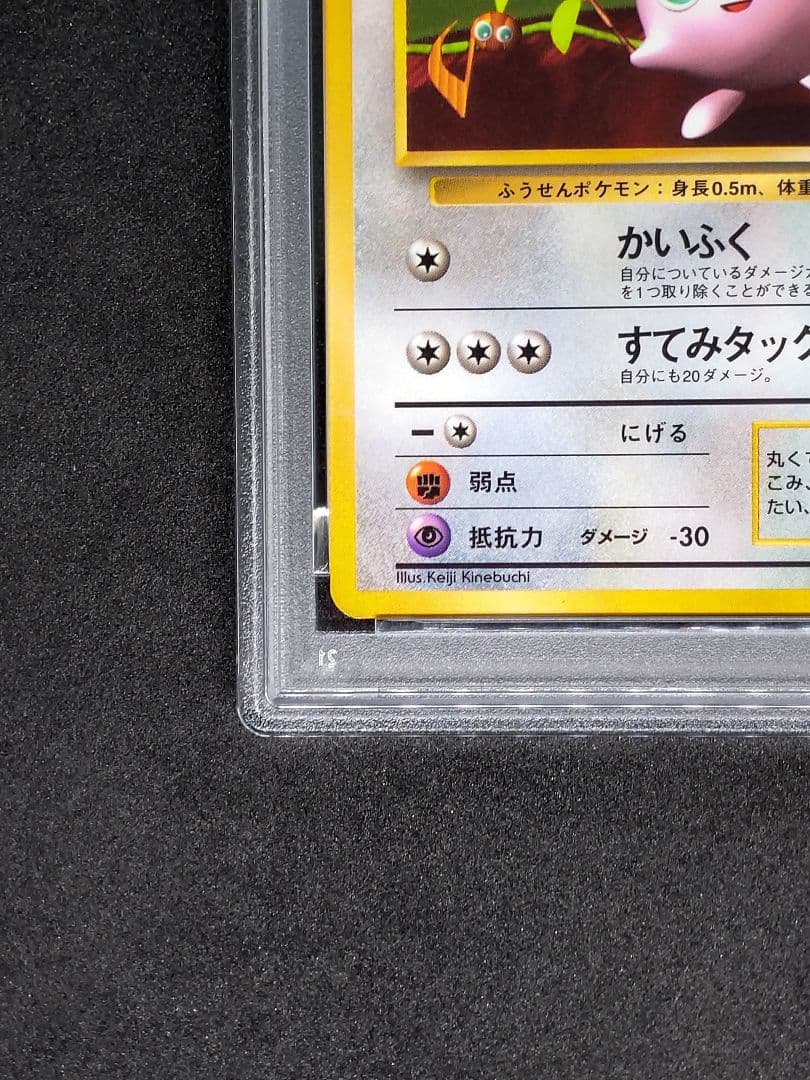 ふうせんポケモン：身長0.5m、体重
かいふく
自分についているダメージカ
を1つ取り除くことができる
すてみタック
自分にも20ダメージ。
にげる
弱点
抵抗力 ダメージ -30
丸くて
こみ、
たい、
Illus.Keiji Kinebuchi